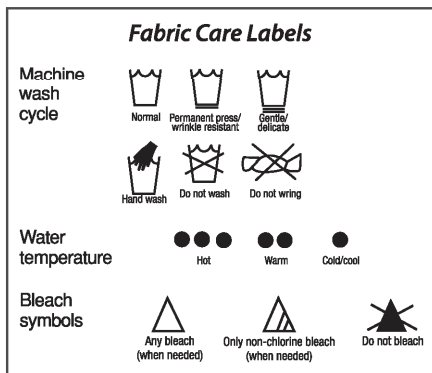 Fabric Care Labels
Machine
wash
cycle
Normal
Permanent press/
wrinkle resistant
Gentle/
delicate
Hand wash
Do not wash
Do not wring
Water
temperature
Hot
Warm
Cold/cool
Bleach
symbols
Any bleach
(when needed)
Only non-chlorine bleach
(when needed)
Do not bleach